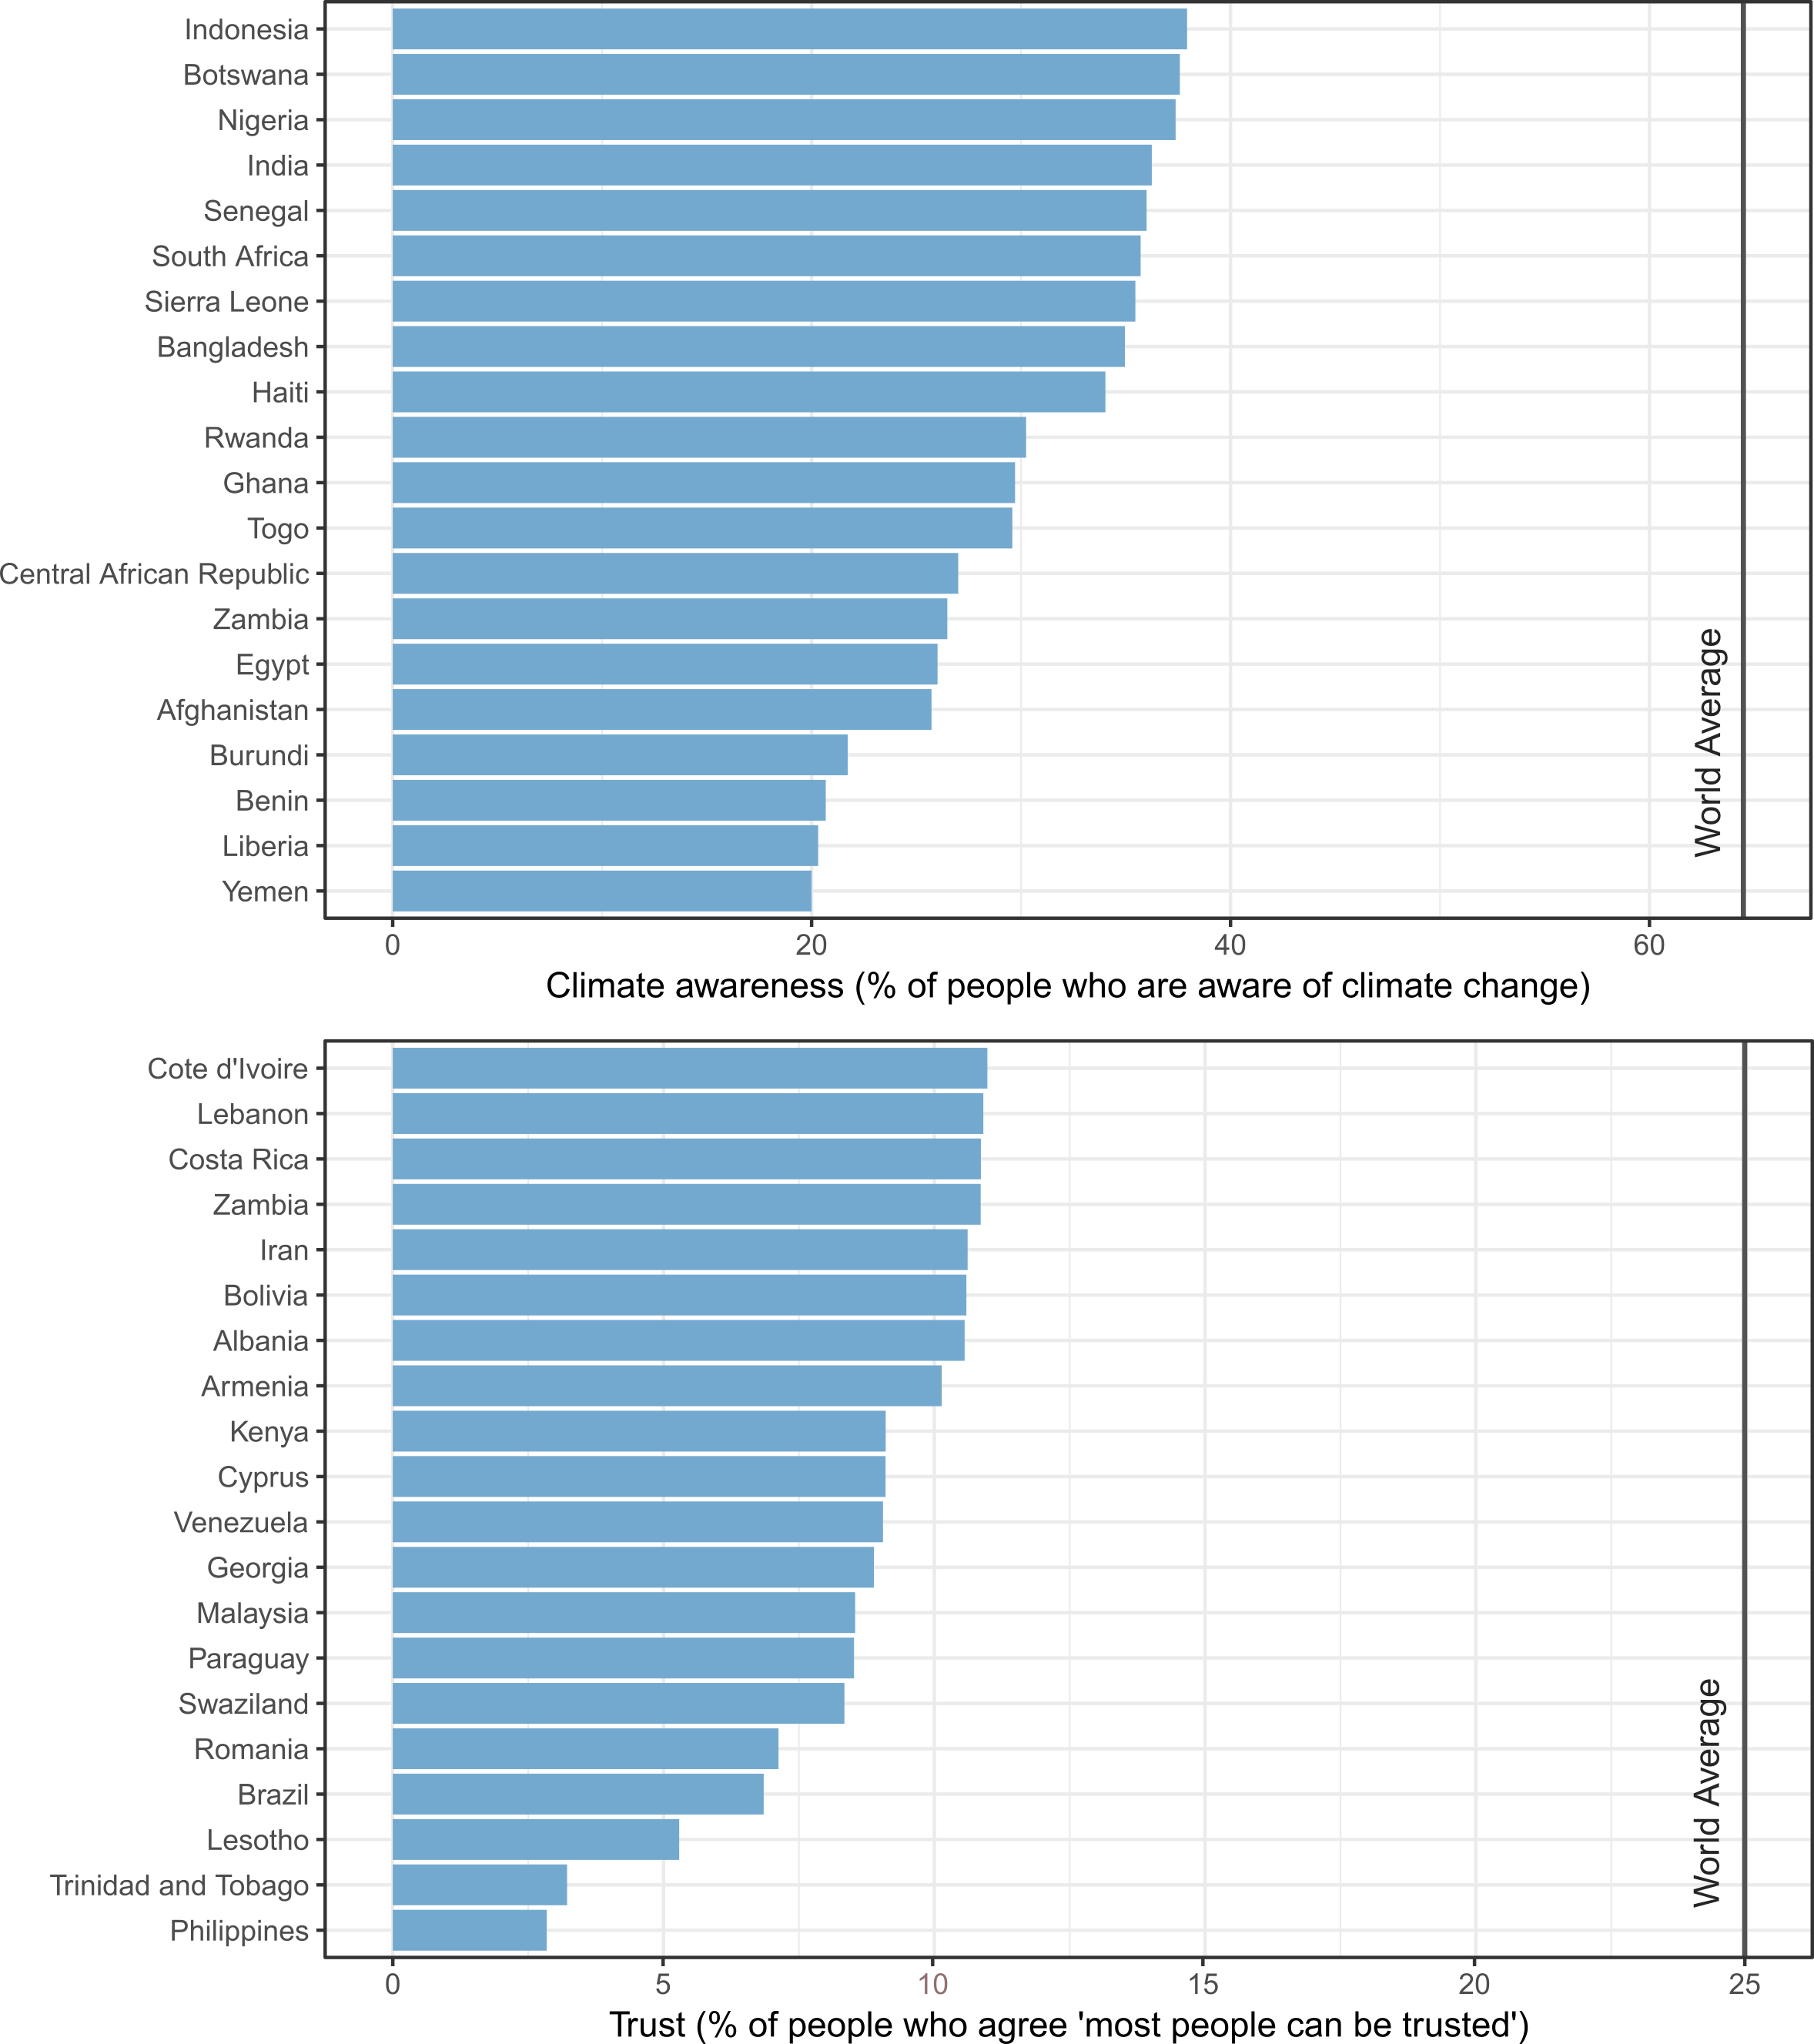 Indonesia
Botswana
Nigeria
India
Senegal
South Africa
Sierra Leone
Bangladesh
Haiti
Rwanda
Ghana
Togo
Central African Republic
Zambia
Egypt
Afghanistan
Burundi
Benin
Liberia
Yemen
World Average
0 20 40 60
Climate awareness (% of people who are aware of climate change)
Cote d'Ivoire
Lebanon
Costa Rica
Zambia
Iran
Bolivia
Albania
Armenia
Kenya
Cyprus
Venezuela
Georgia
Malaysia
Paraguay
Swaziland
Romania
Brazil
Lesotho
Trinidad and Tobago
Philippines
World Average
0 5 10 15 20 25
Trust (% of people who agree 'most people can be trusted')